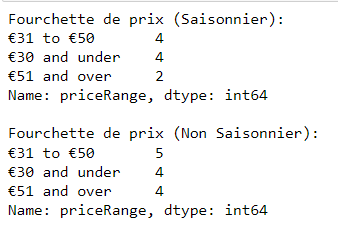 Fourchette de prix (Saisonnier):
€31 to €50       4
€30 and under    4
€51 and over     2
Name: priceRange, dtype: int64

Fourchette de prix (Non Saisonnier):
€31 to €50       5
€30 and under    4
€51 and over     4
Name: priceRange, dtype: int64